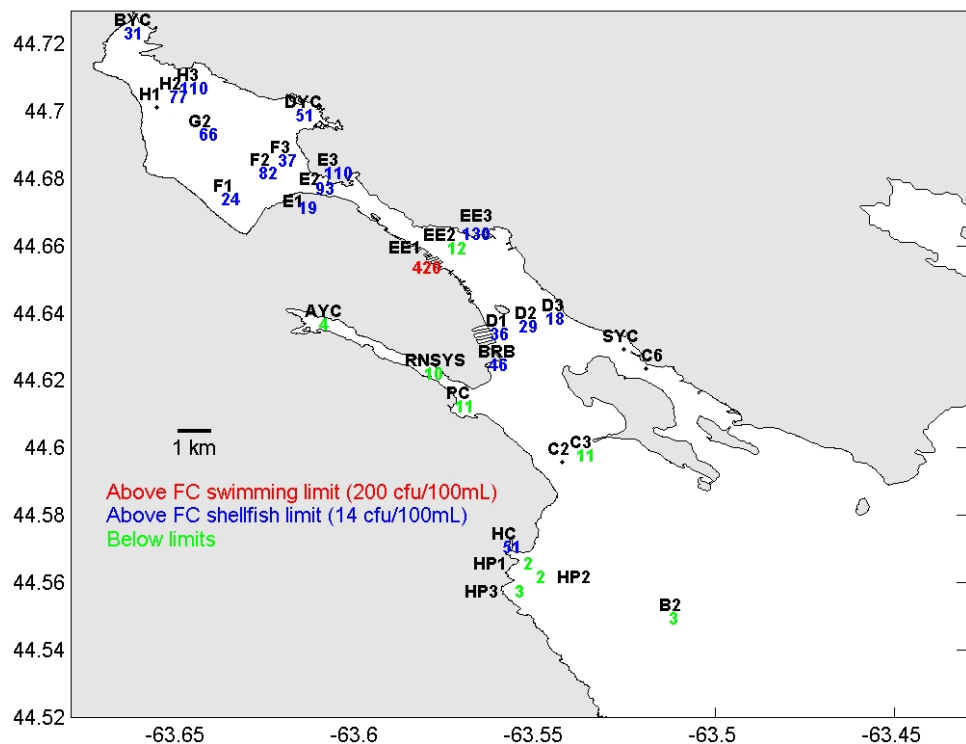 BYC
31
44.72
H3
H2
110
H1
77
44.7
DYC
51
G2
66
F3
37
F2
82
E3
110
44.68
E2
93
F1
24
E1
19
EE3
130
EE2
12
EE1
420
44.66
D3
18
D2
29
D1
36
AYC
4
44.64
SYC
BRB
46
C6
RNSYS
10
44.62
PC
11
1 km
C3
11
C2
44.6
Above FC swimming limit (200 cfu/100mL)
Above FC shellfish limit (14 cfu/100mL)
Below limits
44.58
HC
51
HP1
2
2
HP2
44.56
HP3
3
B2
3
44.54
44.52
-63.65
-63.6
-63.55
-63.5
-63.45